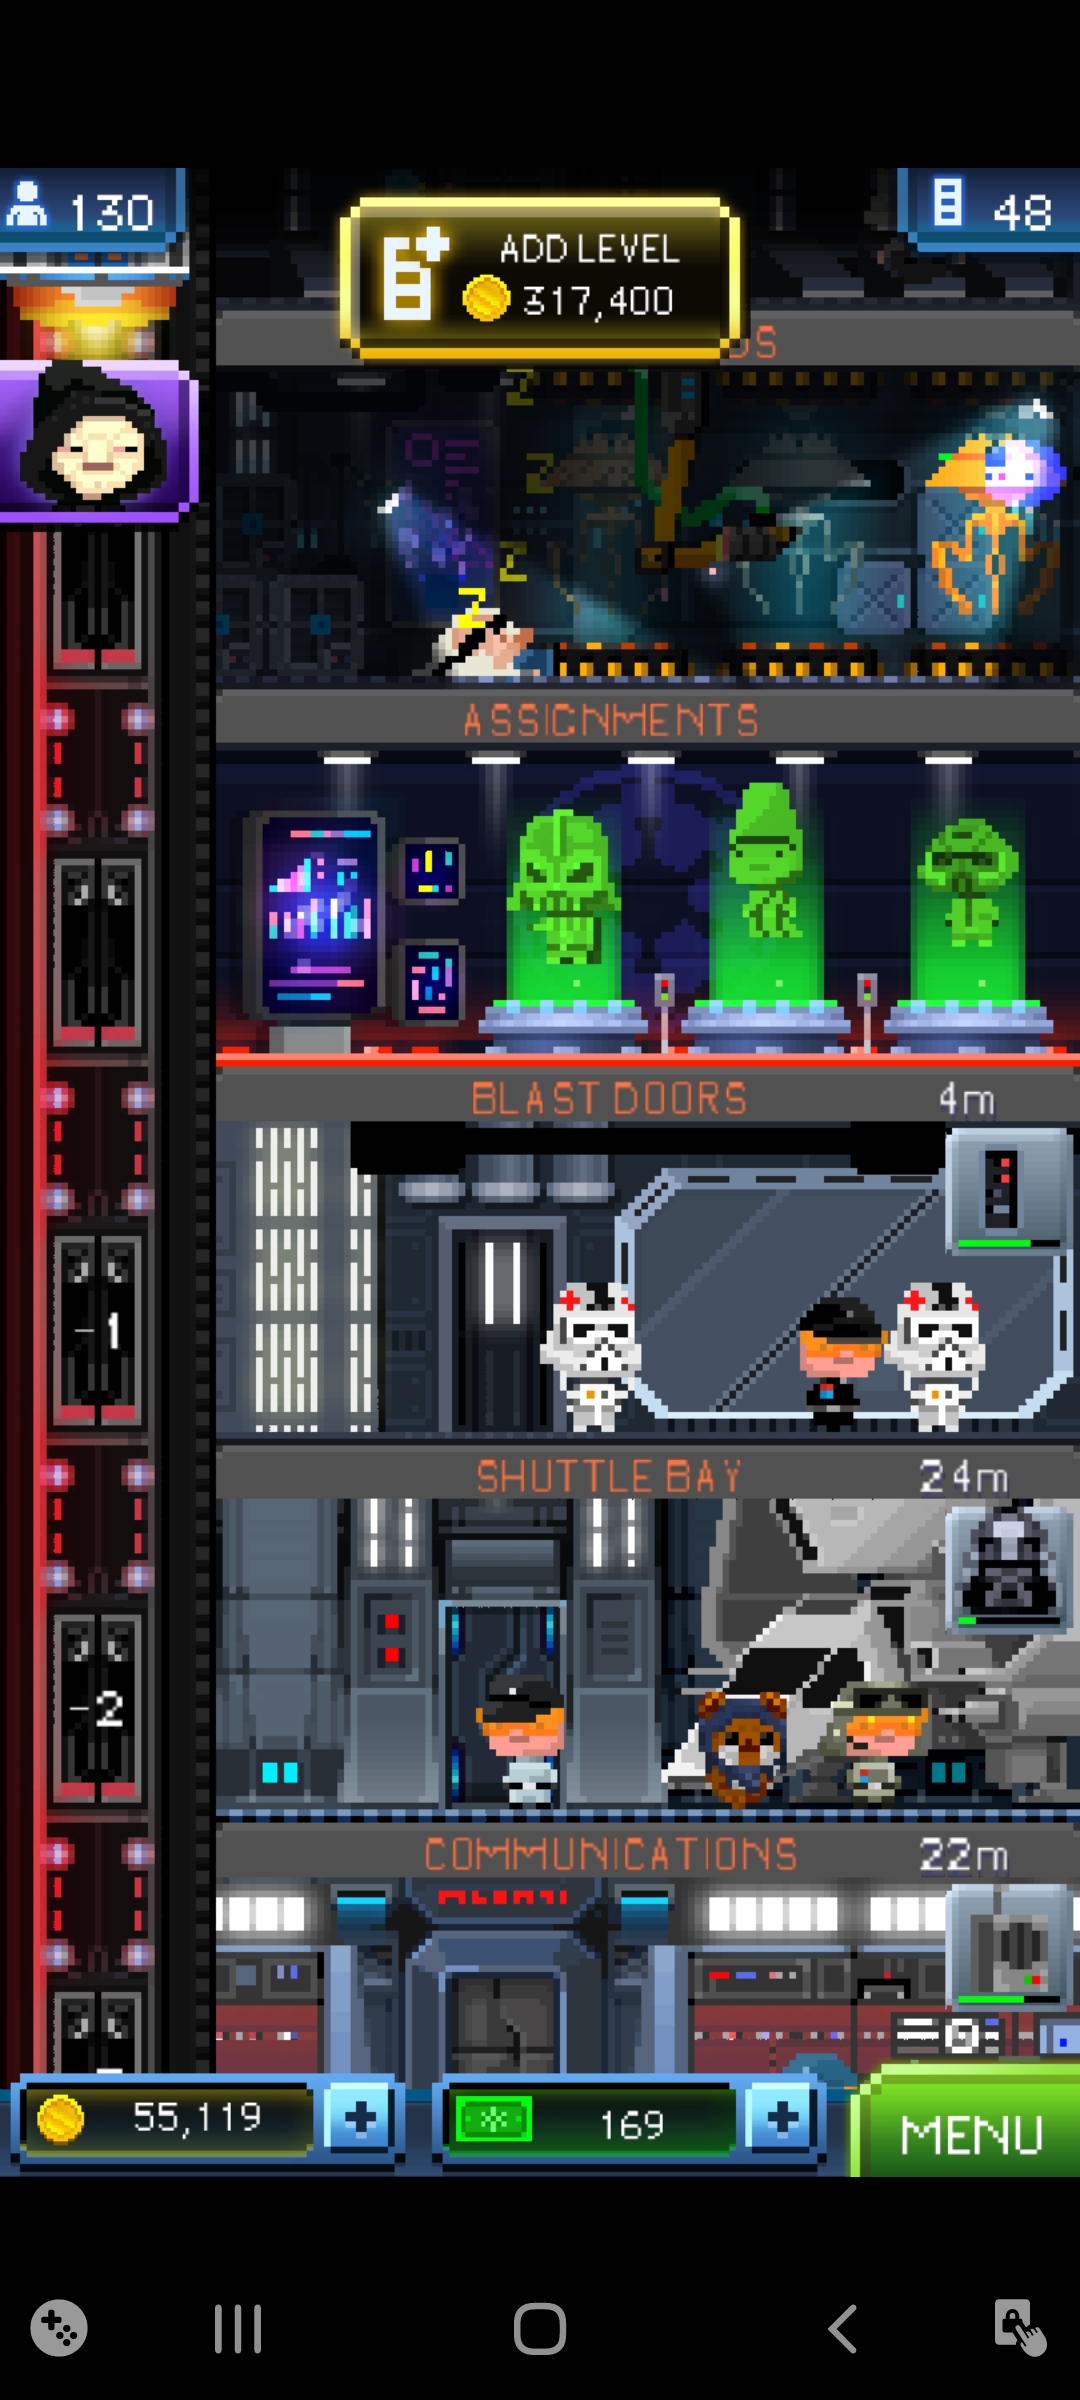 130
ADD LEVEL
317,400
48
ASSIGNMENTS
BLAST DOORS 4m
-1
SHUTTLE BAY 24m
-2
COMMUNICATIONS 22m
55,119
169
MENU